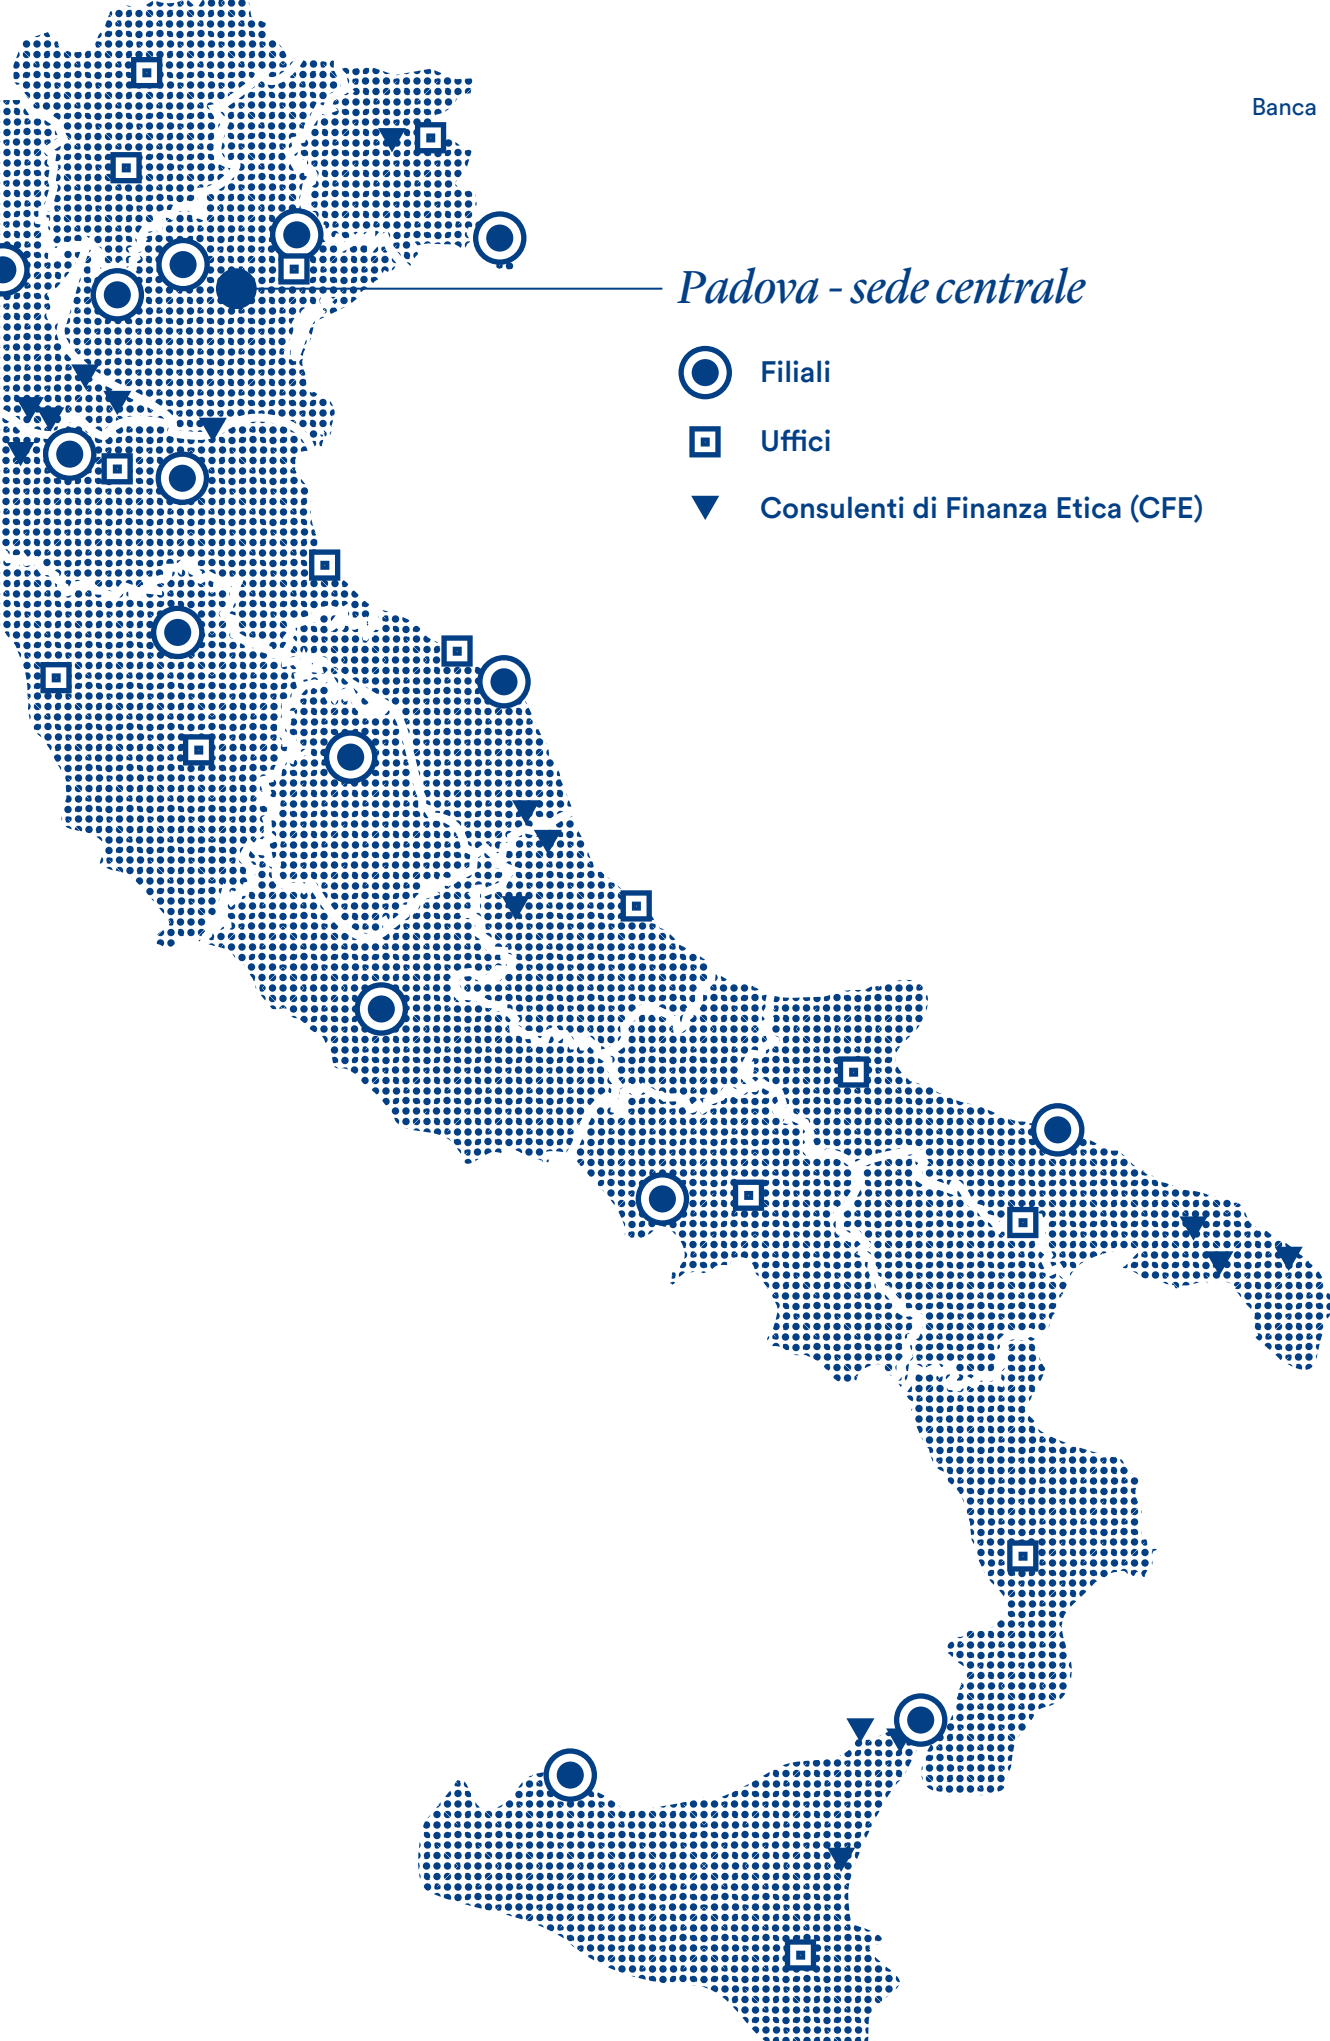 Banca
Padova - sede centrale
Filiali
Uffici
Consulenti di Finanza Etica (CFE)